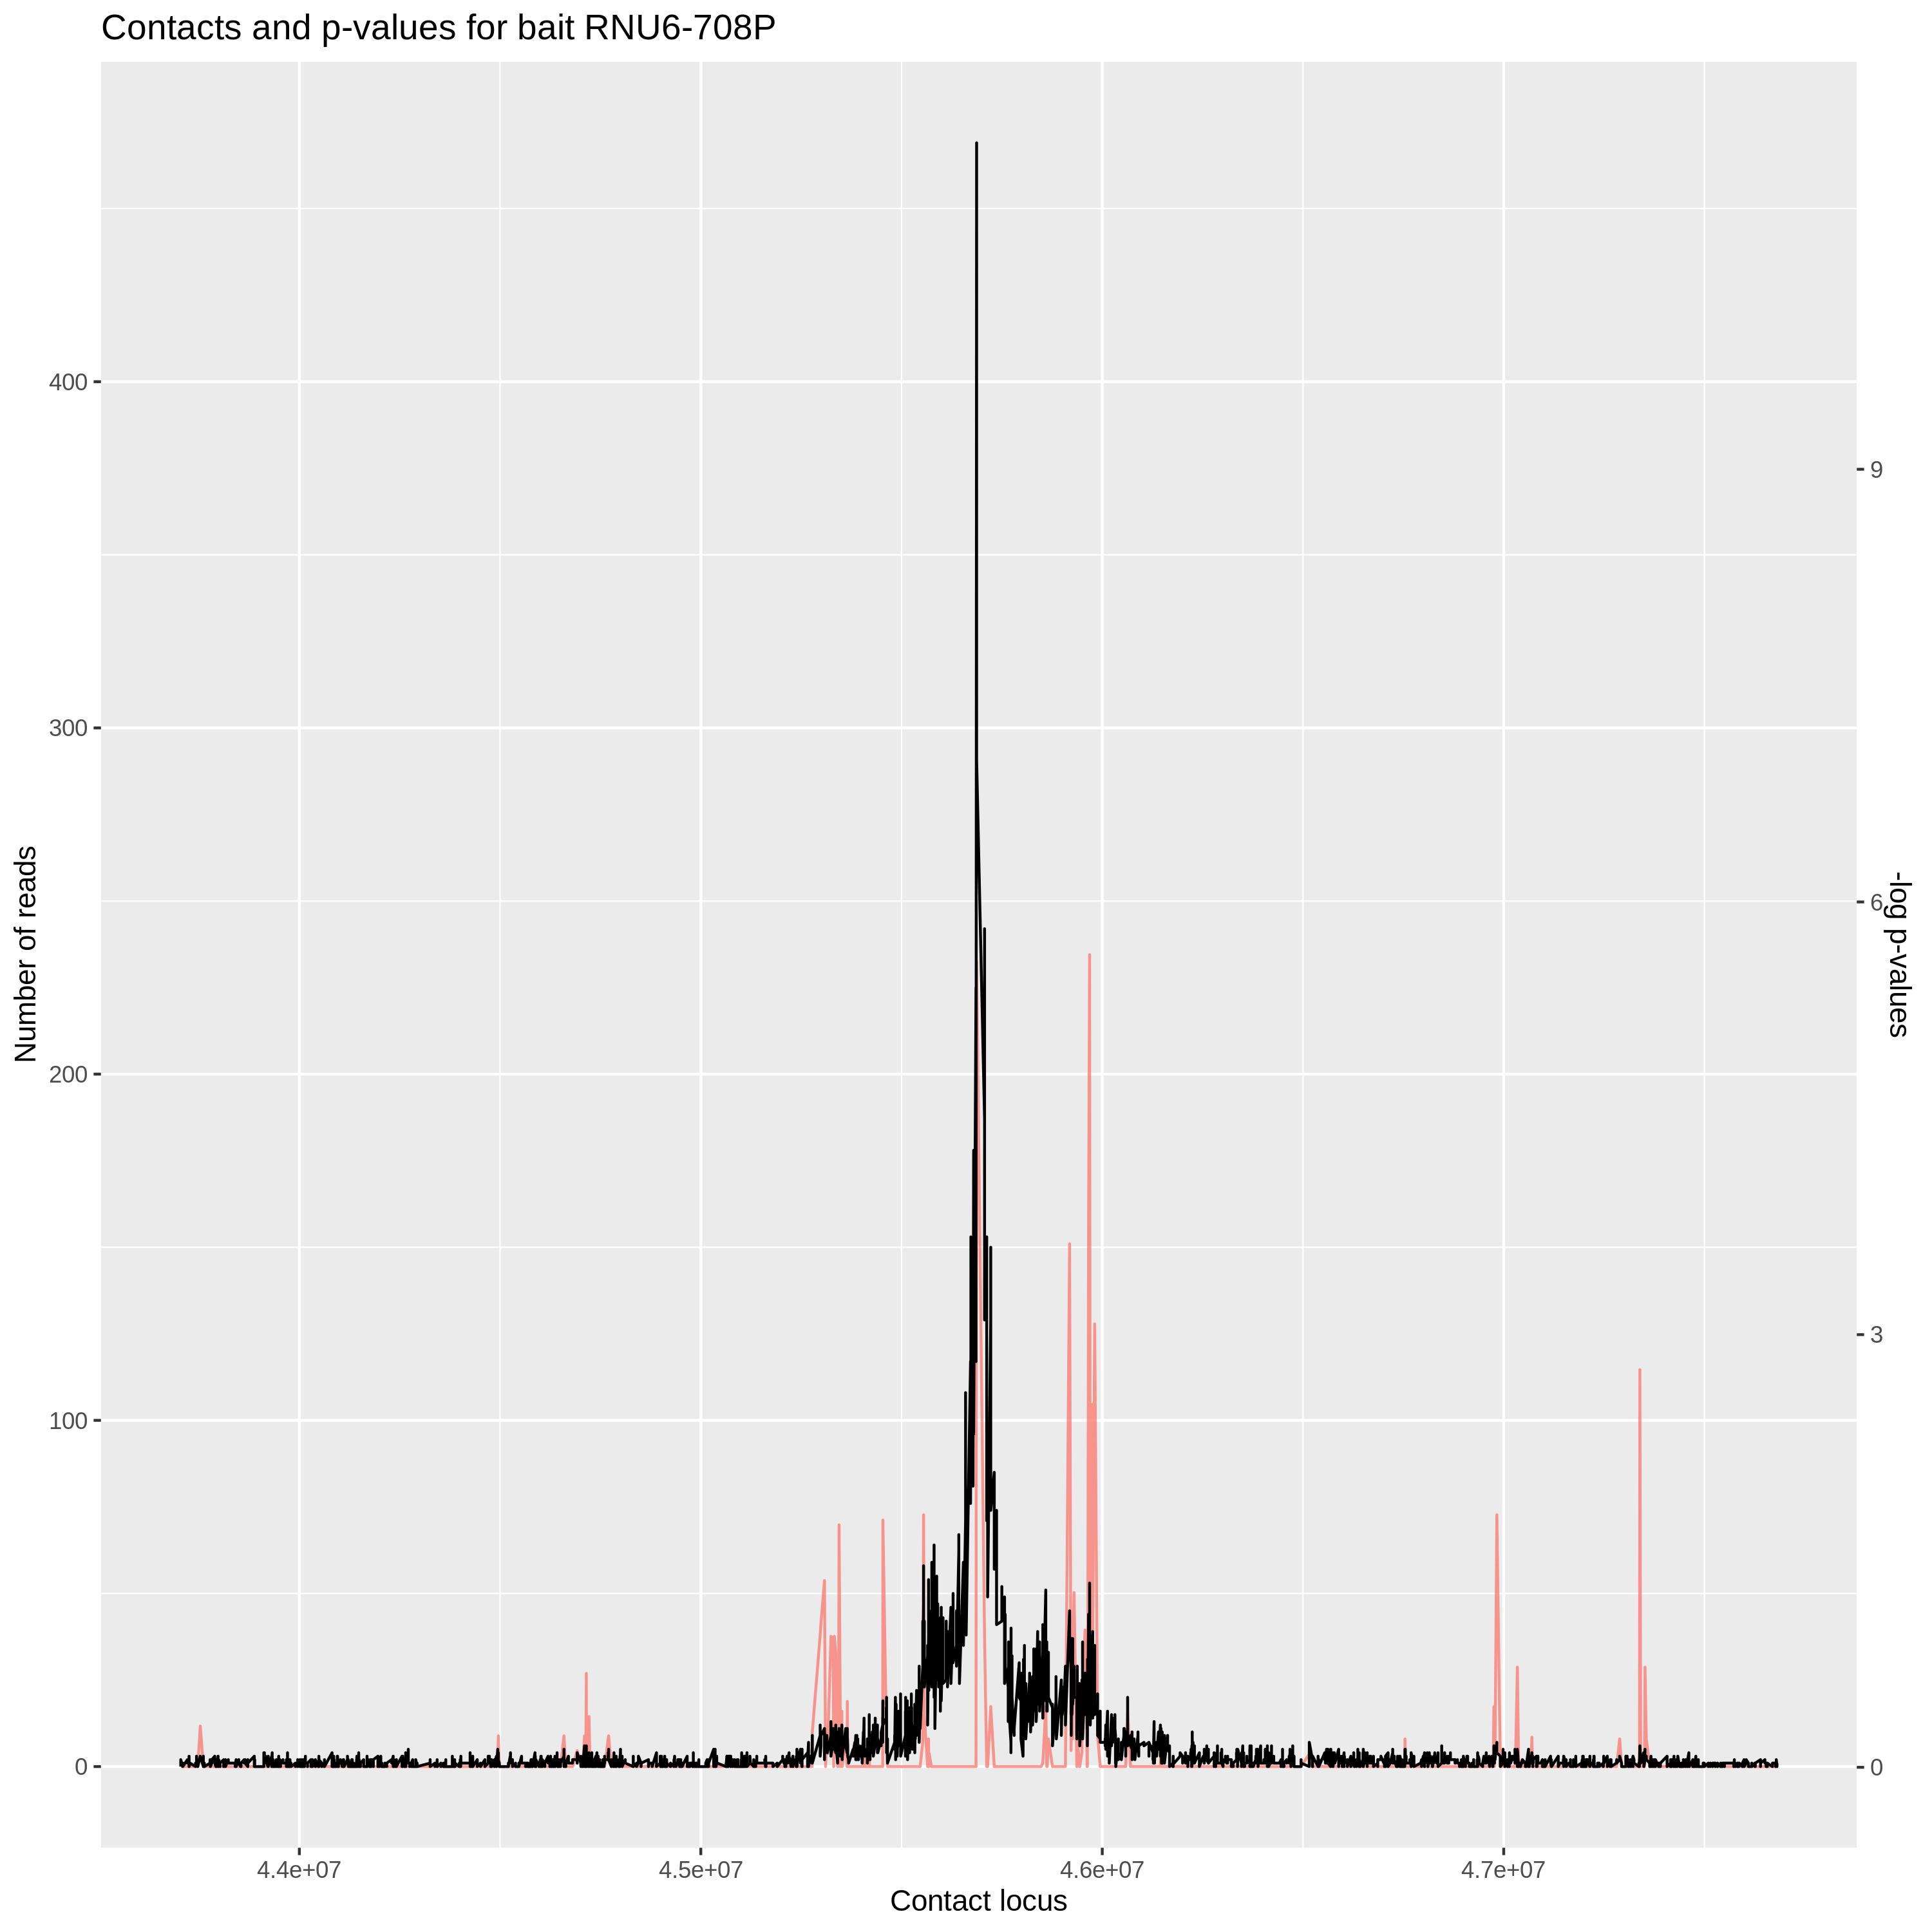 Contacts and p-values for bait RNU6-708P
Number of reads
400
300
200
100
0
9
6
3
0
-log p-values
4.4e+07 4.5e+07 4.6e+07 4.7e+07
Contact locus